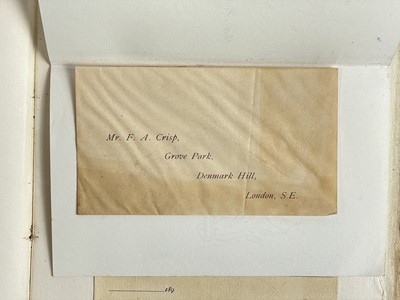 Mr. F. A. Crisp,
Grove Park,
Denmark Hill,
London, S.E.
189